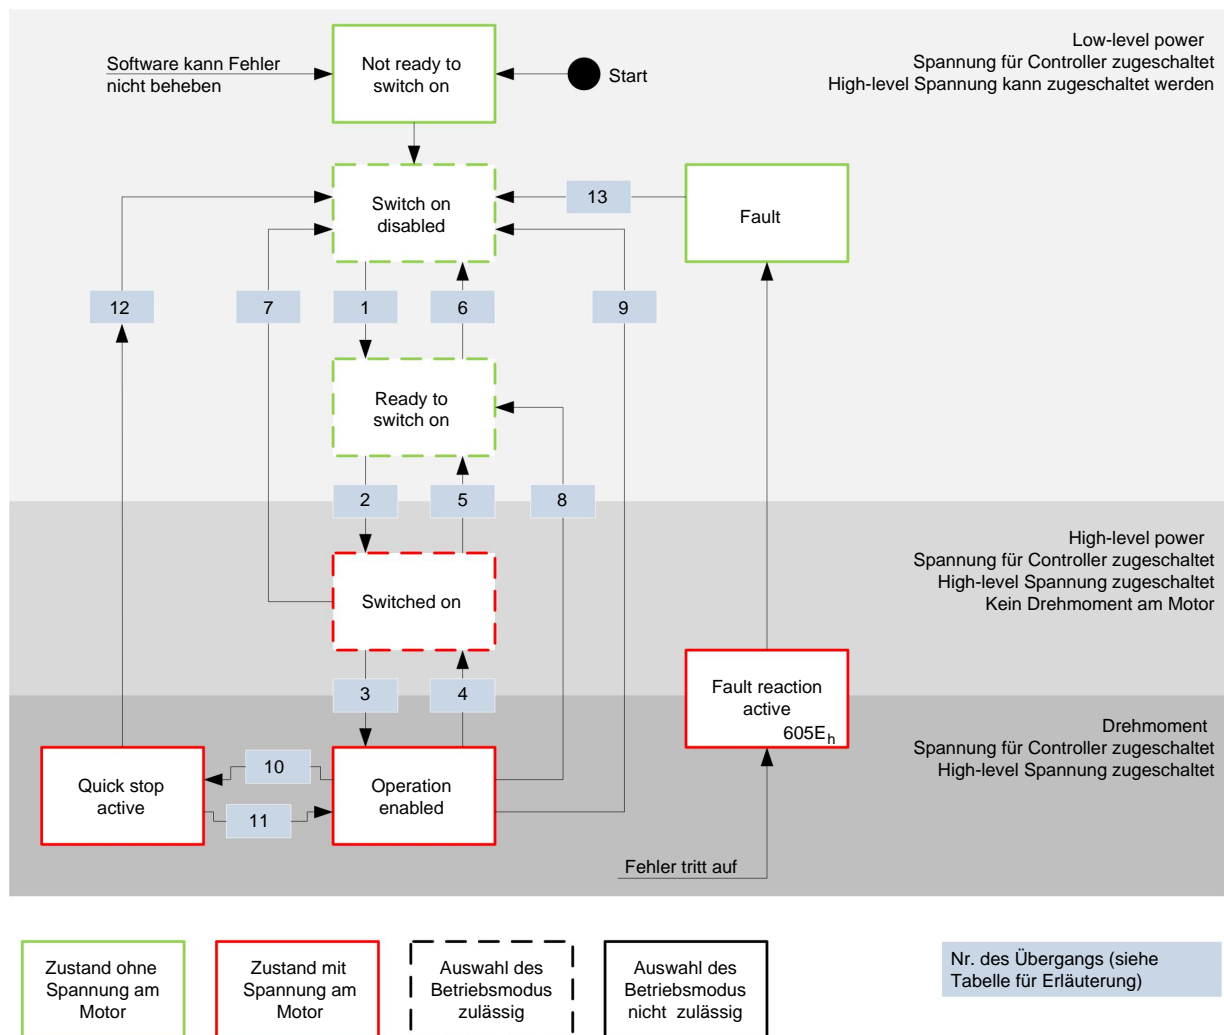 Low-level power
Spannung für Controller zugeschaltet
High-level Spannung kann zugeschaltet werden
Software kann Fehler
nicht beheben
Not ready to
switch on
Start
Switch on
disabled
13
Fault
12
7
1
6
9
Ready to
switch on
2
5
8
High-level power
Spannung für Controller zugeschaltet
High-level Spannung zugeschaltet
Kein Drehmoment am Motor
Switched on
3
4
Fault reaction
active
605Eh
Drehmoment
Spannung für Controller zugeschaltet
High-level Spannung zugeschaltet
Quick stop
active
10
11
Operation
enabled
Fehler tritt auf
Zustand ohne
Spannung am
Motor
Zustand mit
Spannung am
Motor
Auswahl des
Betriebsmodus
zulässig
Auswahl des
Betriebsmodus
nicht zulässig
Nr. des Übergangs (siehe
Tabelle für Erläuterung)